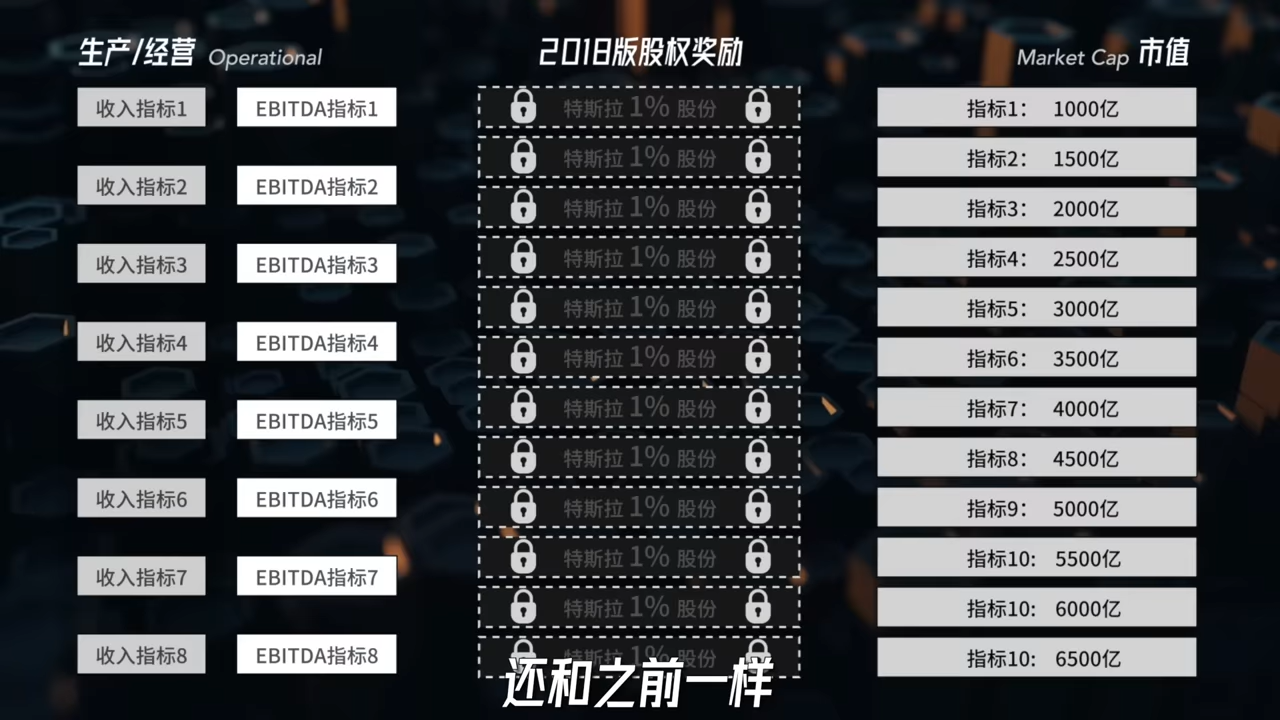 生产/经营 Operational
收入指标1 EBITDA指标1
收入指标2 EBITDA指标2
收入指标3 EBITDA指标3
收入指标4 EBITDA指标4
收入指标5 EBITDA指标5
收入指标6 EBITDA指标6
收入指标7 EBITDA指标7
收入指标8 EBITDA指标8
2018版股权奖励
特斯拉 1% 股份
特斯拉 1% 股份
特斯拉 1% 股份
特斯拉 1% 股份
特斯拉 1% 股份
特斯拉 1% 股份
特斯拉 1% 股份
特斯拉 1% 股份
特斯拉 1% 股份
特斯拉 1% 股份
特斯拉 1% 股份
特斯拉 1% 股份
Market Cap 市值
指标1： 1000亿
指标2： 1500亿
指标3： 2000亿
指标4： 2500亿
指标5： 3000亿
指标6： 3500亿
指标7： 4000亿
指标8： 4500亿
指标9： 5000亿
指标10: 5500亿
指标10: 6000亿
指标10: 6500亿
还和之前一样